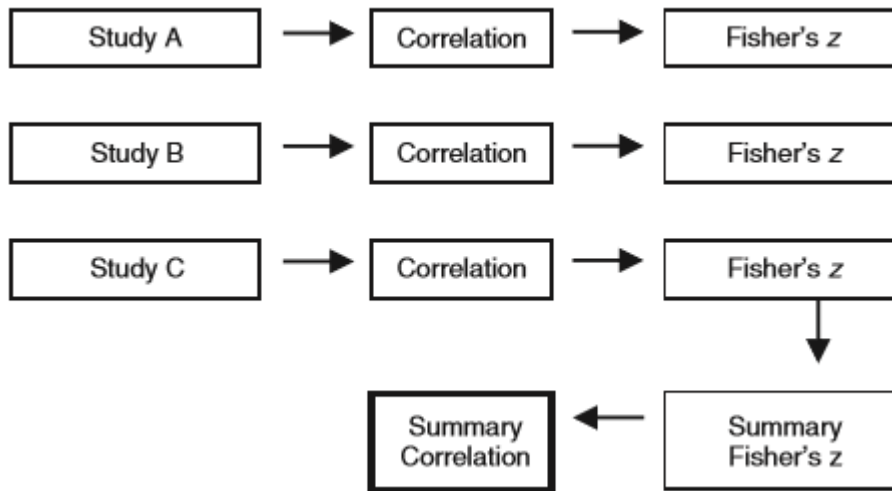 Study A
Correlation
Fisher's z
Study B
Correlation
Fisher's z
Study C
Correlation
Fisher's z
Summary
Correlation
Summary
Fisher's z